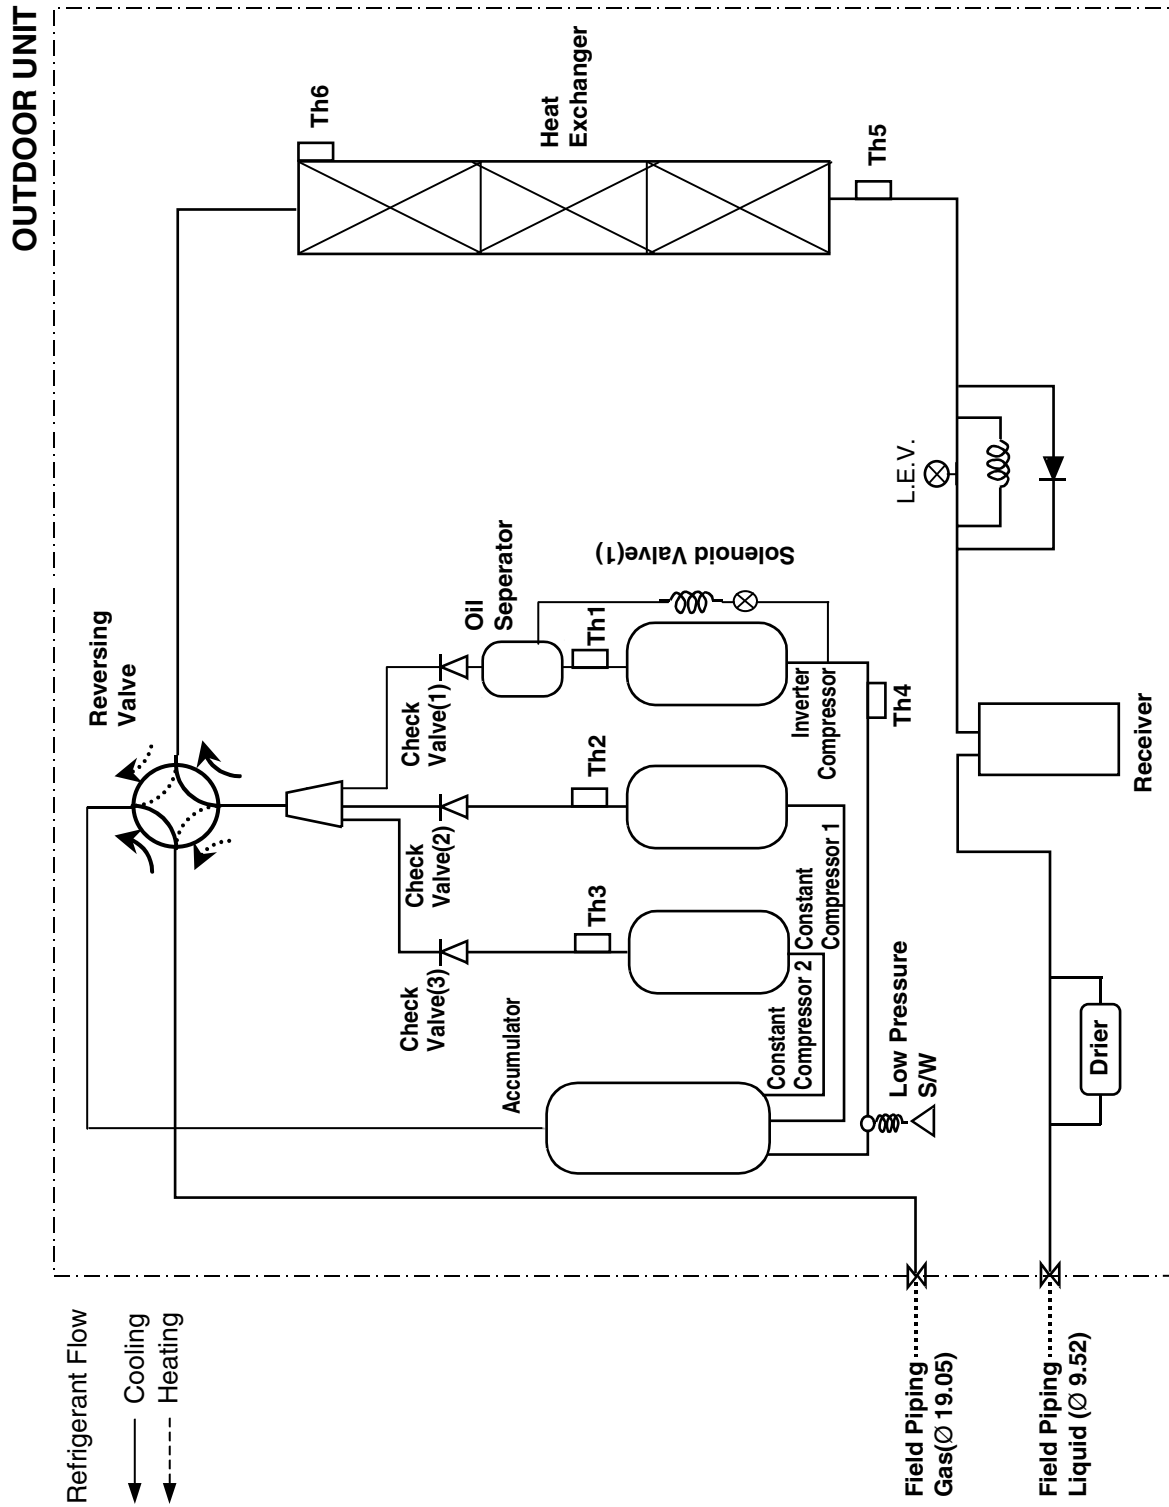 OUTDOOR UNIT
Refrigerant Flow
Cooling
Heating
Reversing
Valve
Th6
Heat
Exchanger
Th5
Oil
Seperator
Check
Valve(1)
Check
Valve(2)
Check
Valve(3)
Th1
Th2
Th3
Solenoid Valve(1)
Accumulator
Inverter
Compressor
Constant
Compressor 1
Constant
Compressor 2
Th4
Low Pressure
S/W
L.E.V.
Receiver
Drier
Field Piping
Gas(Ø 19.05)
Field Piping
Liquid (Ø 9.52)